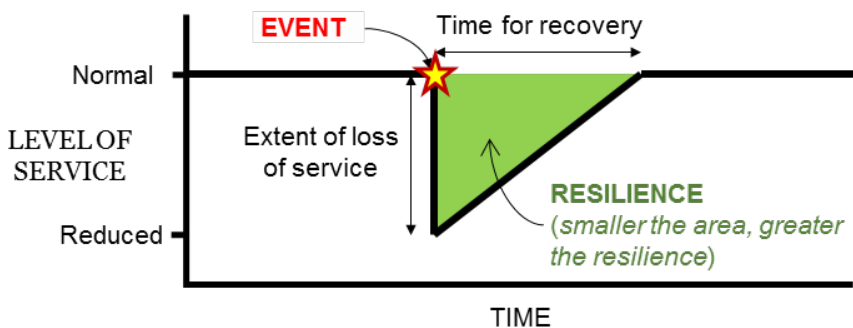 EVENT
Time for recovery
Normal
LEVEL OF
SERVICE
Extent of loss
of service
RESILIENCE
(smaller the area, greater
the resilience)
Reduced
TIME